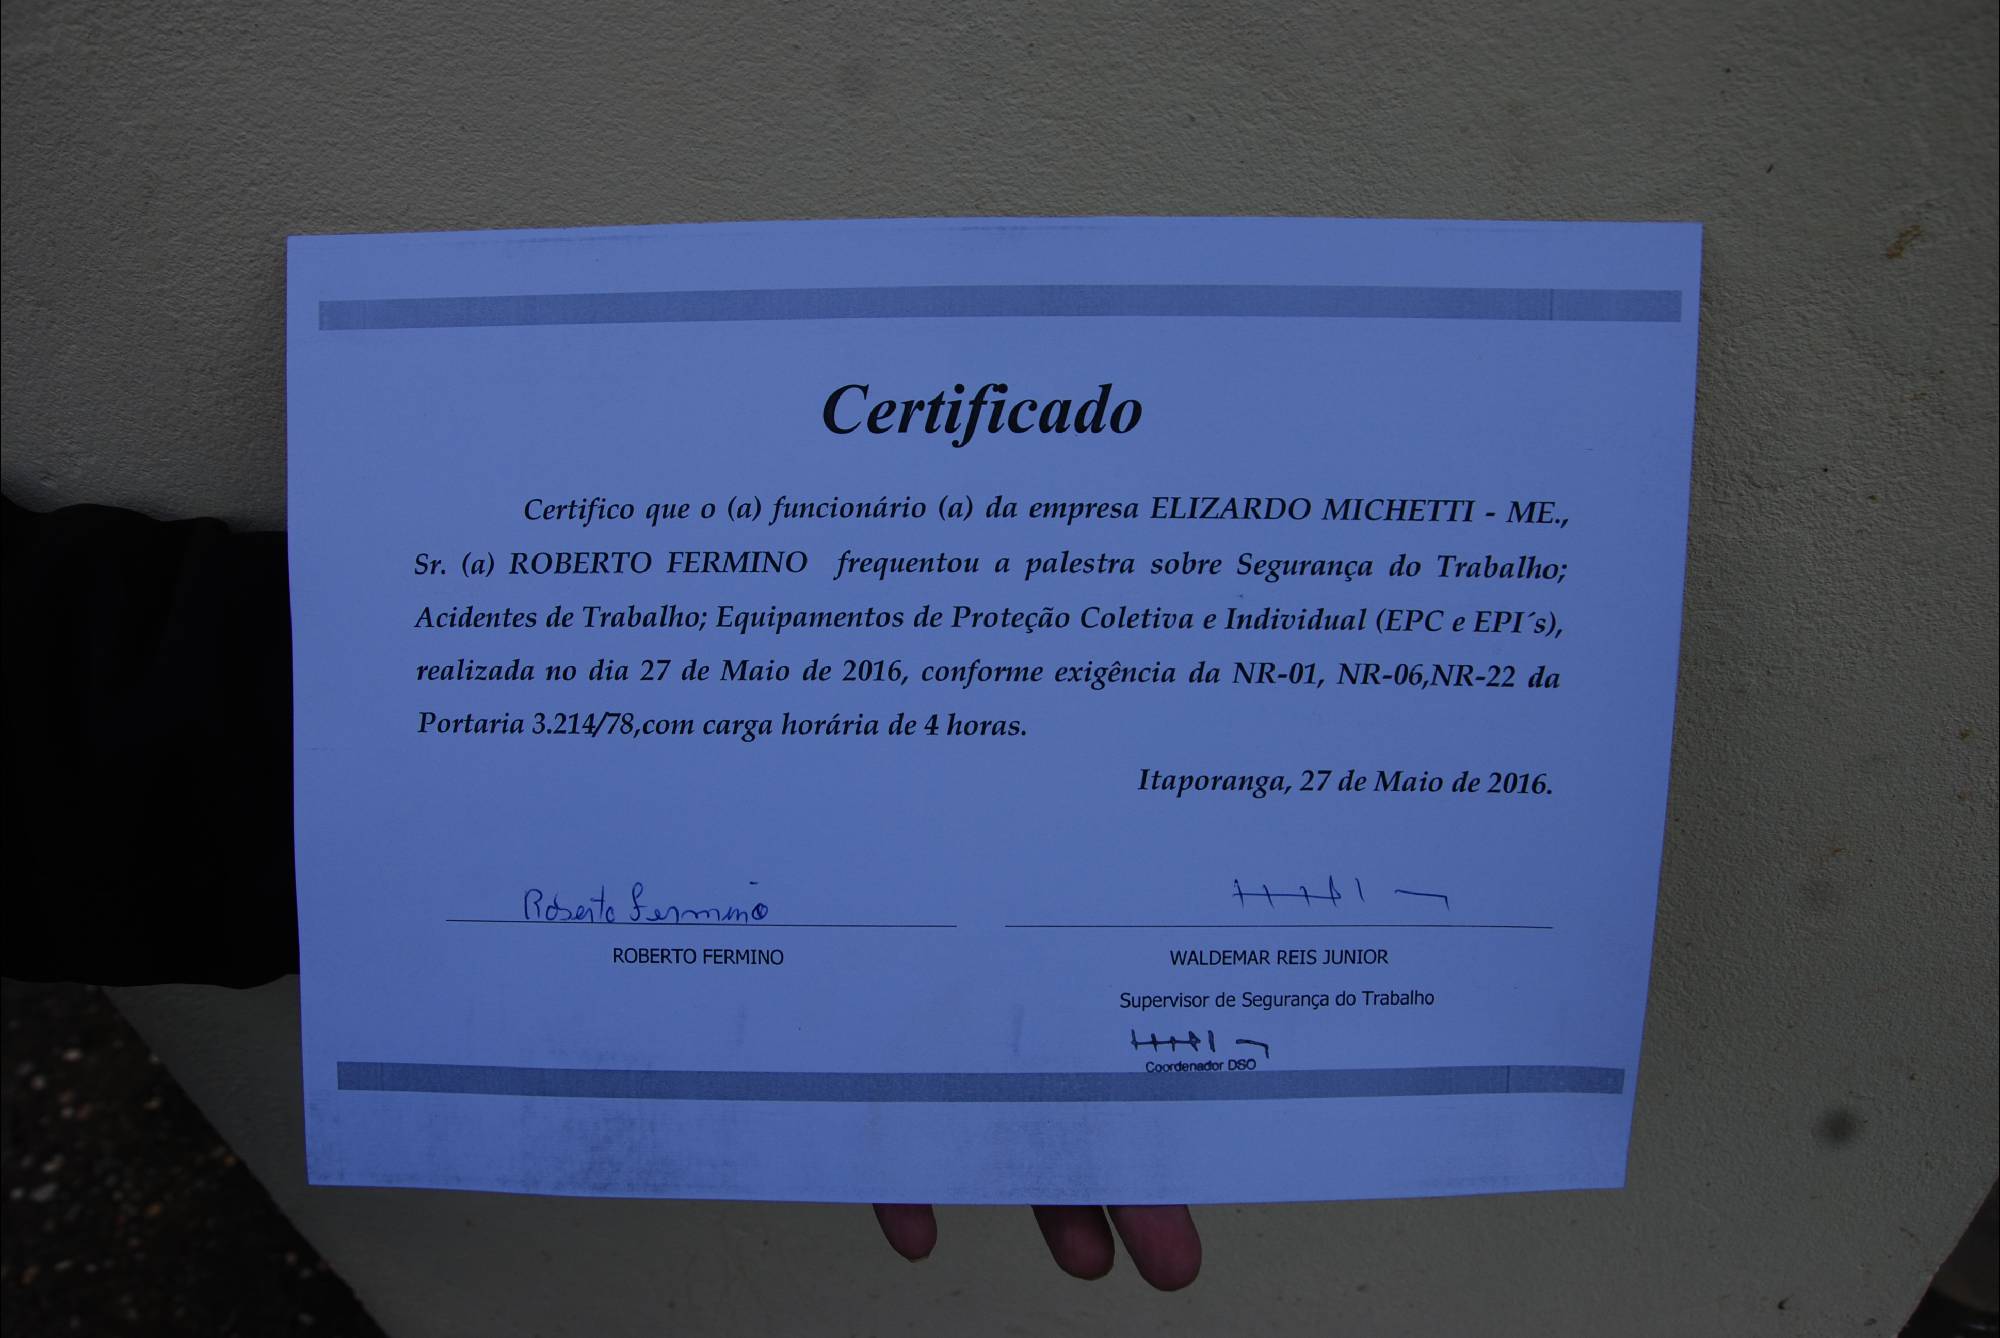 Certificado
Certifico que o (a) funcionário (a) da empresa ELIZARDO MICHETTI - ME.,
Sr. (a) ROBERTO FERMINO frequentou a palestra sobre Segurança do Trabalho;
Acidentes de Trabalho; Equipamentos de Proteção Coletiva e Individual (EPC e EPI´s),
realizada no dia 27 de Maio de 2016, conforme exigência da NR-01, NR-06,NR-22 da
Portaria 3.214/78,com carga horária de 4 horas.
Itaporanga, 27 de Maio de 2016.
Roberto Fermino
ROBERTO FERMINO
WALDEMAR REIS JUNIOR
Supervisor de Segurança do Trabalho
Coordenador DSO